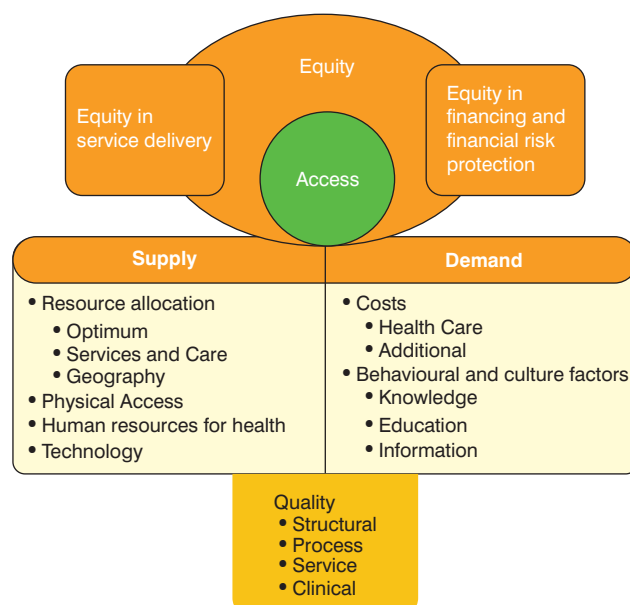 Equity
Equity in
service delivery
Equity in
financing and
financial risk
protection
Access
Supply
• Resource allocation
• Optimum
• Services and Care
• Geography
• Physical Access
• Human resources for health
• Technology
Demand
• Costs
• Health Care
• Additional
• Behavioural and culture factors
• Knowledge
• Education
• Information
Quality
• Structural
• Process
• Service
• Clinical